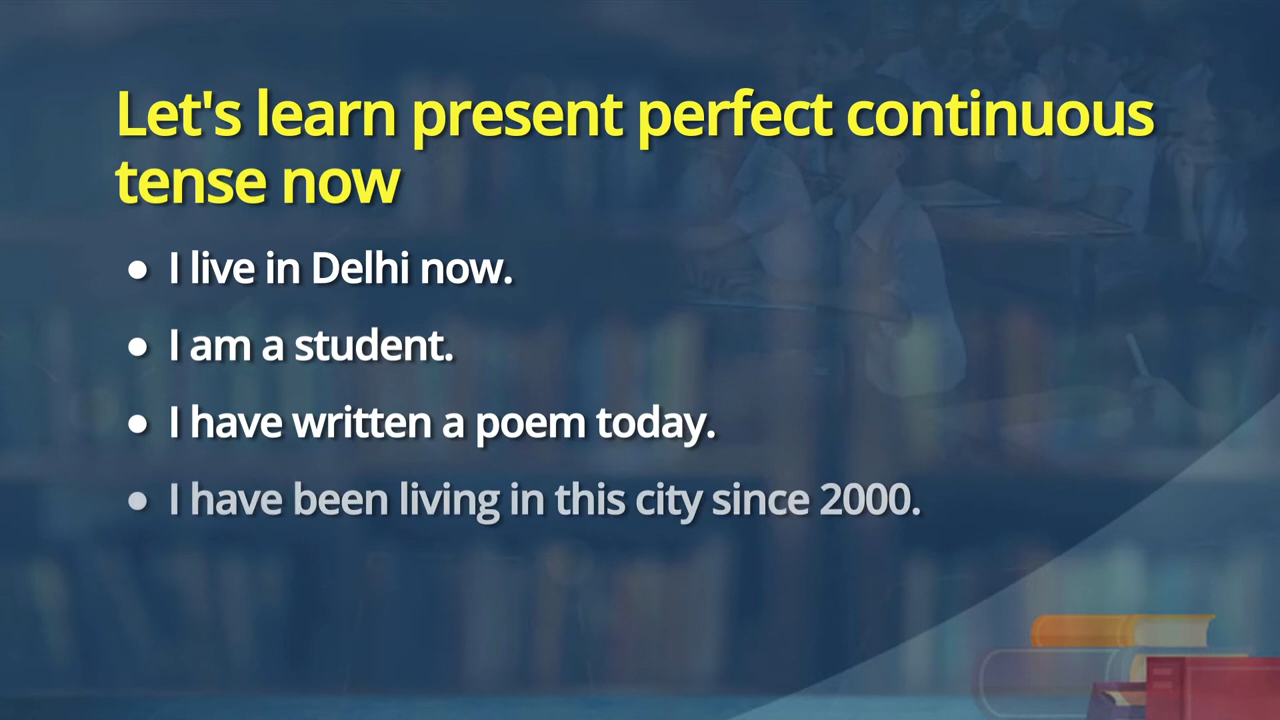 Let's learn present perfect continuous
tense now
● I live in Delhi now.
● I am a student.
● I have written a poem today.
● I have been living in this city since 2000.